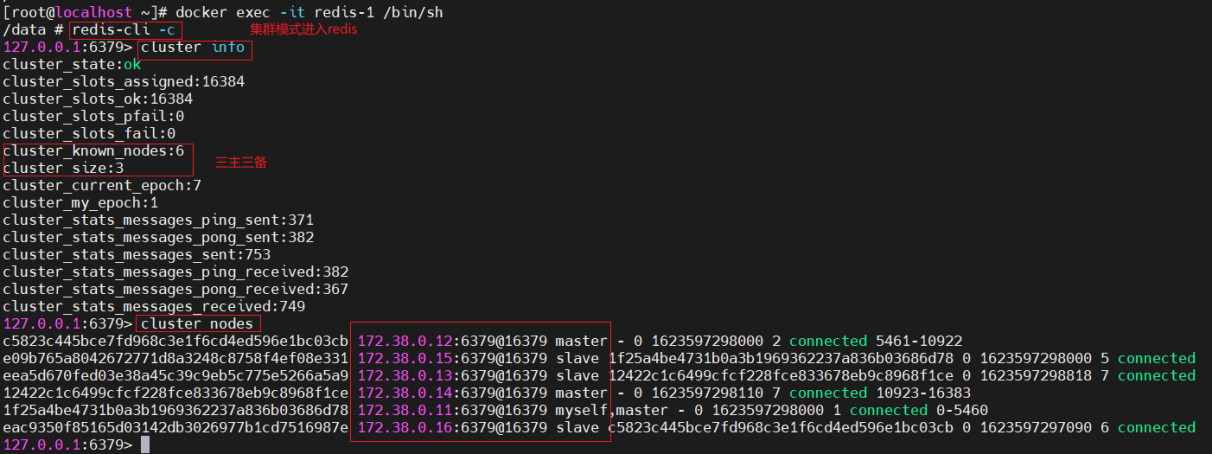 [root@localhost ~]# docker exec -it redis-1 /bin/sh
/data # redis-cli -c 集群模式进入redis
127.0.0.1:6379> cluster info
cluster_state:ok
cluster_slots_assigned:16384
cluster_slots_ok:16384
cluster_slots_pfail:0
cluster_slots_fail:0
cluster_known_nodes:6
cluster_size:3 三主三备
cluster_current_epoch:7
cluster_my_epoch:1
cluster_stats_messages_ping_sent:371
cluster_stats_messages_pong_sent:382
cluster_stats_messages_sent:753
cluster_stats_messages_ping_received:382
cluster_stats_messages_pong_received:367
cluster_stats_messages_received:749
127.0.0.1:6379> cluster nodes
c5823c445bce7fd968c3e1f6cd4ed596e1bc03cb 172.38.0.12:6379@16379 master - 0 1623597298000 2 connected 5461-10922
e09b765a8042672771d8a3248c8758f4ef08e331 172.38.0.15:6379@16379 slave 1f25a4be4731b0a3b1969362237a836b03686d78 0 1623597298000 5 connected
eea5d670fed03e38a45c39c9eb5c775e5266a5a9 172.38.0.13:6379@16379 slave 12422c1c6499cfcf228fce833678eb9c8968f1ce 0 1623597298818 7 connected
12422c1c6499cfcf228fce833678eb9c8968f1ce 172.38.0.14:6379@16379 master - 0 1623597298110 7 connected 10923-16383
1f25a4be4731b0a3b1969362237a836b03686d78 172.38.0.11:6379@16379 myself,master - 0 1623597298000 1 connected 0-5460
eac9350f85165d03142db3026977b1cd7516987e 172.38.0.16:6379@16379 slave c5823c445bce7fd968c3e1f6cd4ed596e1bc03cb 0 1623597297090 6 connected
127.0.0.1:6379>